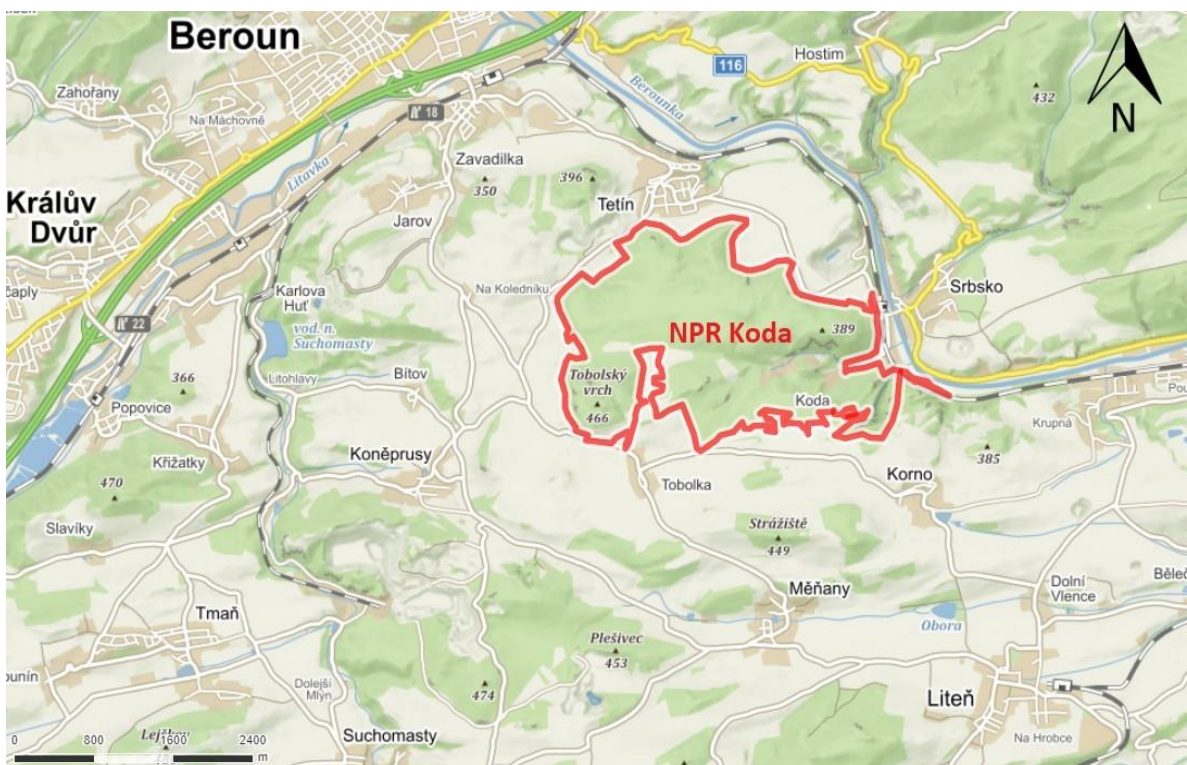 Beroun
116
Hostim
Zahořany
Na Máchovně
18
Berounka
432
N
Litavka
Zavadilka
350
396
Králův
Dvůr
Tetín
Jarov
Na Koledníku
Srbsko
Karlova
Huť
22
vod. n.
Suchomasty
NPR Koda
389
366
Litohlavy
Bítov
Tobolský
vrch
466
Popovice
Koda
Krupná
Křižatky
Koněprusy
385
470
Tobolka
Korno
Slavíky
Strážiště
449
Měňany
Dolní
Vlence
Tmaň
Plešivec
453
Obora
Dolejší
Mlýn
474
Liteň
Suchomasty
Na Hrobce
0 800 1600 2400
m